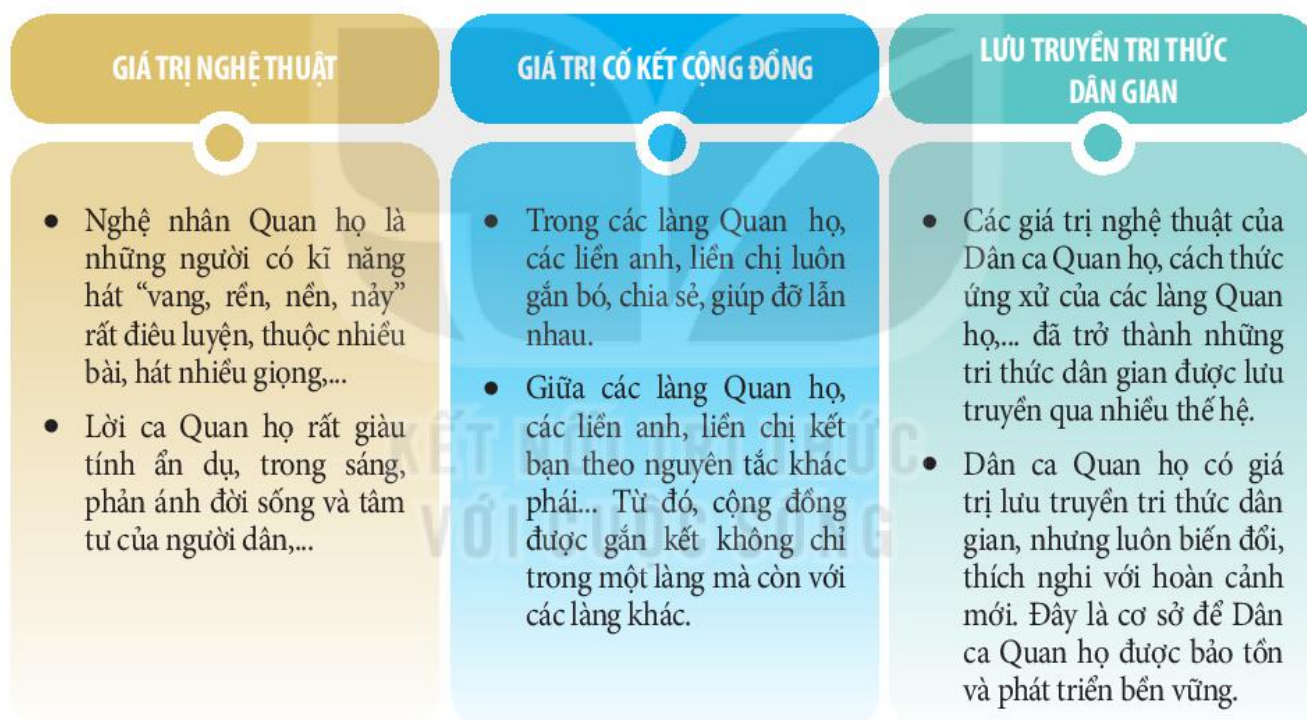 GIÁ TRỊ NGHỆ THUẬT
Nghệ nhân Quan họ là
những người có kĩ năng
hát “vang, rền, nền, nảy”
rất điêu luyện, thuộc nhiều
bài, hát nhiều giọng,...
Lời ca Quan họ rất giàu
tính ẩn dụ, trong sáng,
phản ánh đời sống và tâm
tư của người dân,...
GIÁ TRỊ CỐ KẾT CỘNG ĐỒNG
Trong các làng Quan họ,
các liền anh, liền chị luôn
gắn bó, chia sẻ, giúp đỡ lẫn
nhau.
Giữa các làng Quan họ,
các liền anh, liền chị kết
bạn theo nguyên tắc khác
phái... Từ đó, cộng đồng
được gắn kết không chỉ
trong một làng mà còn với
các làng khác.
LƯU TRUYỀN TRI THỨC
DÂN GIAN
Các giá trị nghệ thuật của
Dân ca Quan họ, cách thức
ứng xử của các làng Quan
họ,... đã trở thành những
tri thức dân gian được lưu
truyền qua nhiều thế hệ.
Dân ca Quan họ có giá
trị lưu truyền tri thức dân
gian, nhưng luôn biến đổi,
thích nghi với hoàn cảnh
mới. Đây là cơ sở để Dân
ca Quan họ được bảo tồn
và phát triển bền vững.
KẾT NỐI TRI THỨC
VỚI CUỘC SỐNG